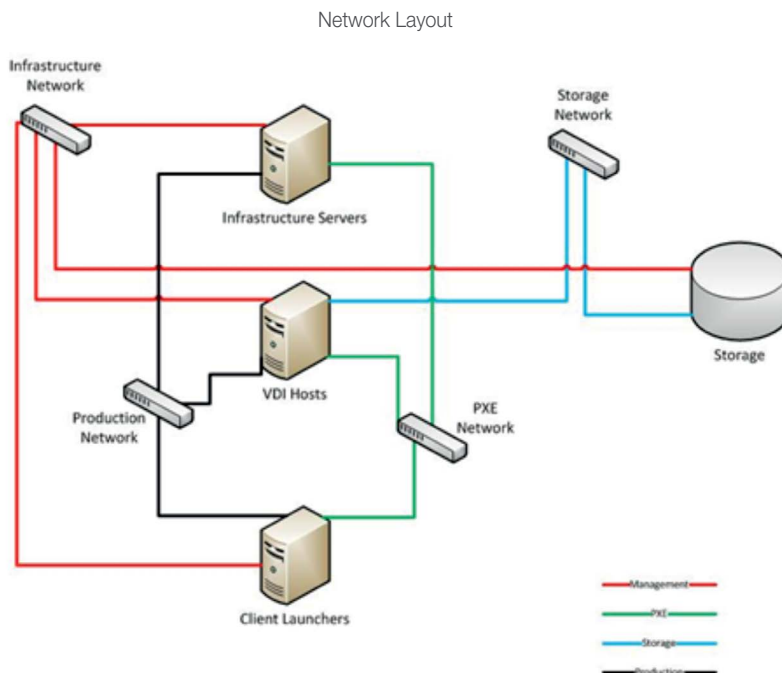 Network Layout
Infrastructure
Network
Storage
Network
Infrastructure Servers
Storage
VDI Hosts
Production
Network
PXE
Network
Client Launchers
Management
PXE
Storage
Production